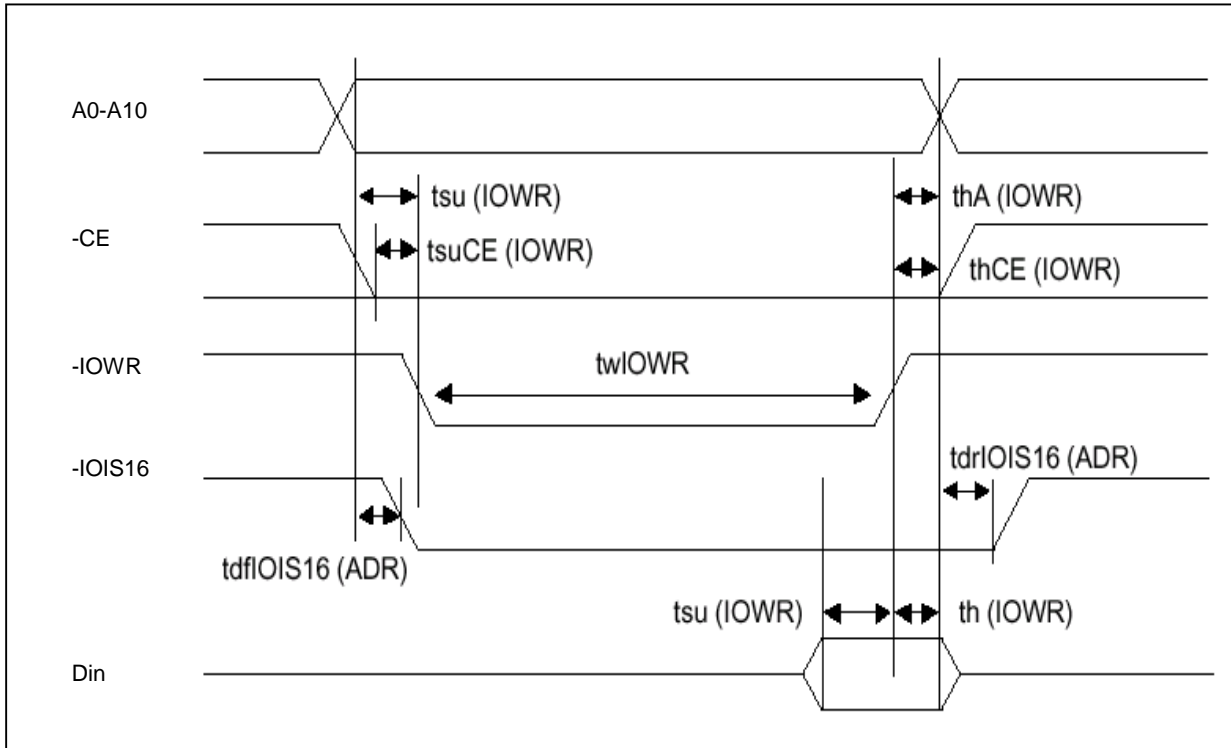 A0-A10
tsu (IOWR)
thA (IOWR)
-CE
tsuCE (IOWR)
thCE (IOWR)
-IOWR
twIOWR
-IOIS16
tdrIOIS16 (ADR)
tdfIOIS16 (ADR)
tsu (IOWR)
th (IOWR)
Din